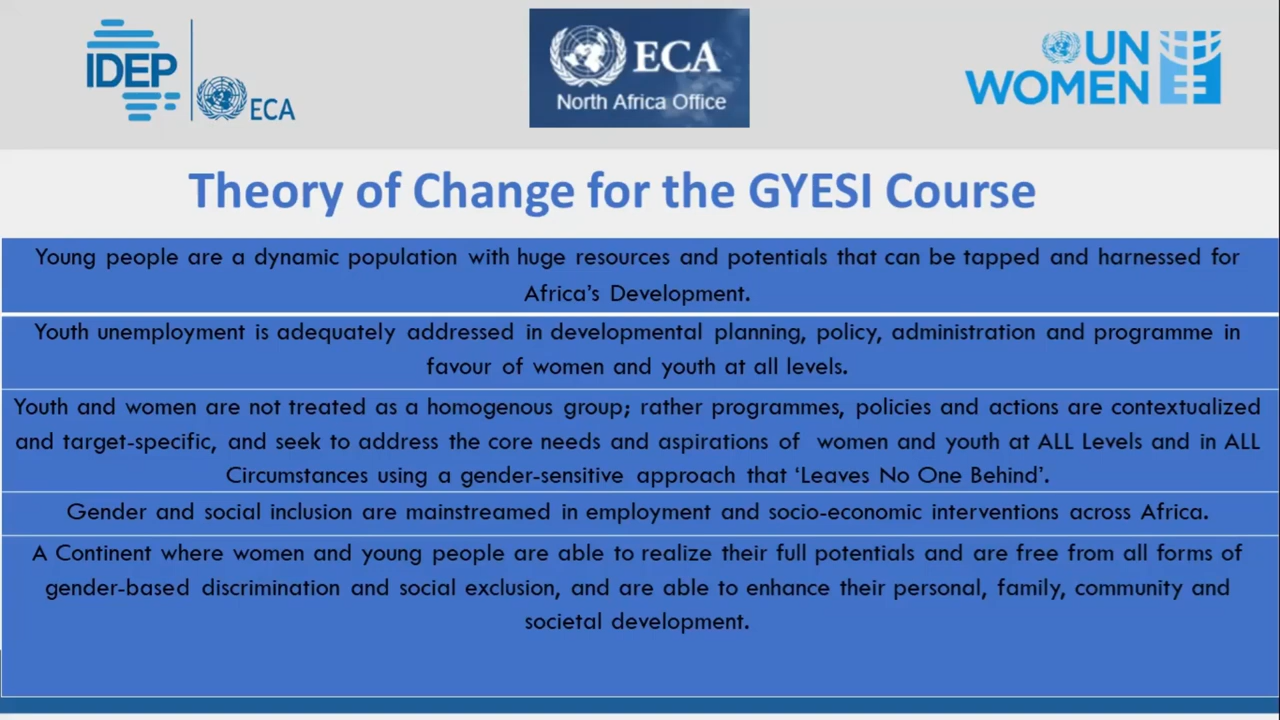 IDEP
ECA
ECA
North Africa Office
UN
WOMEN
Theory of Change for the GYESI Course
Young people are a dynamic population with huge resources and potentials that can be tapped and harnessed for
Africa's Development.
Youth unemployment is adequately addressed in developmental planning, policy, administration and programme in
favour of women and youth at all levels.
Youth and women are not treated as a homogenous group; rather programmes, policies and actions are contextualized
and target-specific, and seek to address the core needs and aspirations of women and youth at ALL Levels and in ALL
Circumstances using a gender-sensitive approach that ‘Leaves No One Behind’.
Gender and social inclusion are mainstreamed in employment and socio-economic interventions across Africa.
A Continent where women and young people are able to realize their full potentials and are free from all forms of
gender-based discrimination and social exclusion, and are able to enhance their personal, family, community and
societal development.